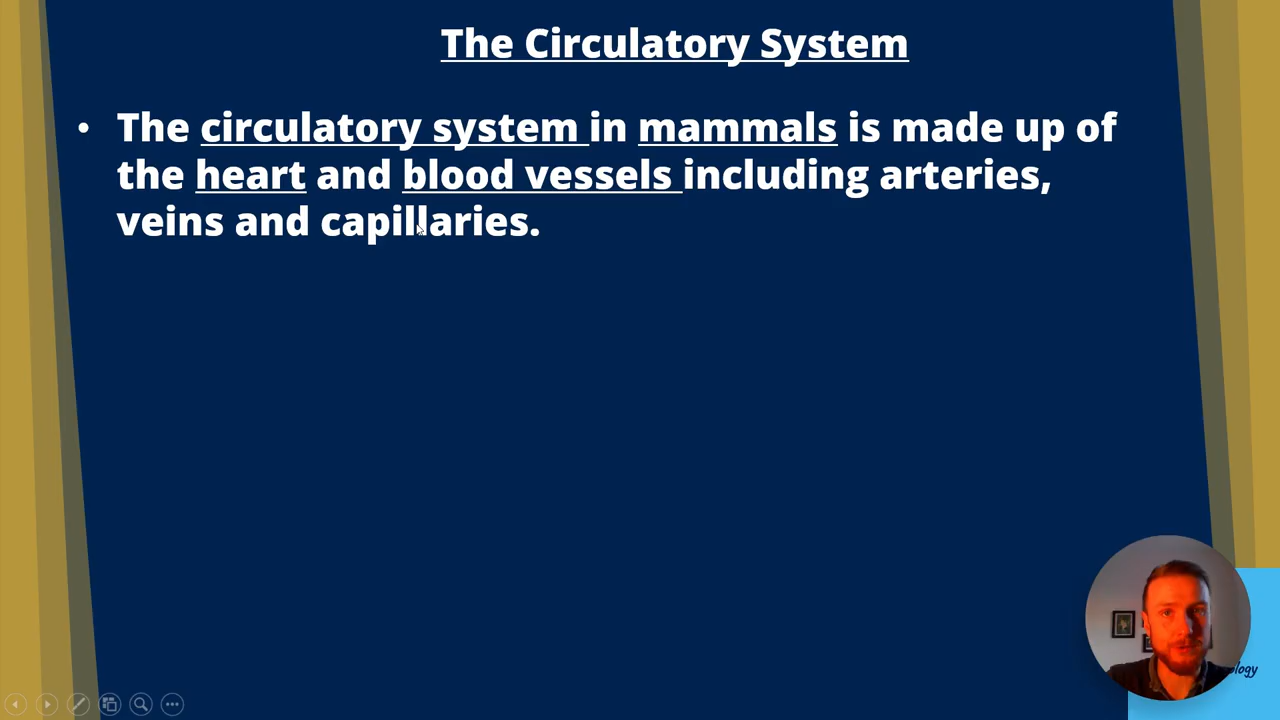 The Circulatory System
• The circulatory system in mammals is made up of
the heart and blood vessels including arteries,
veins and capillaries.